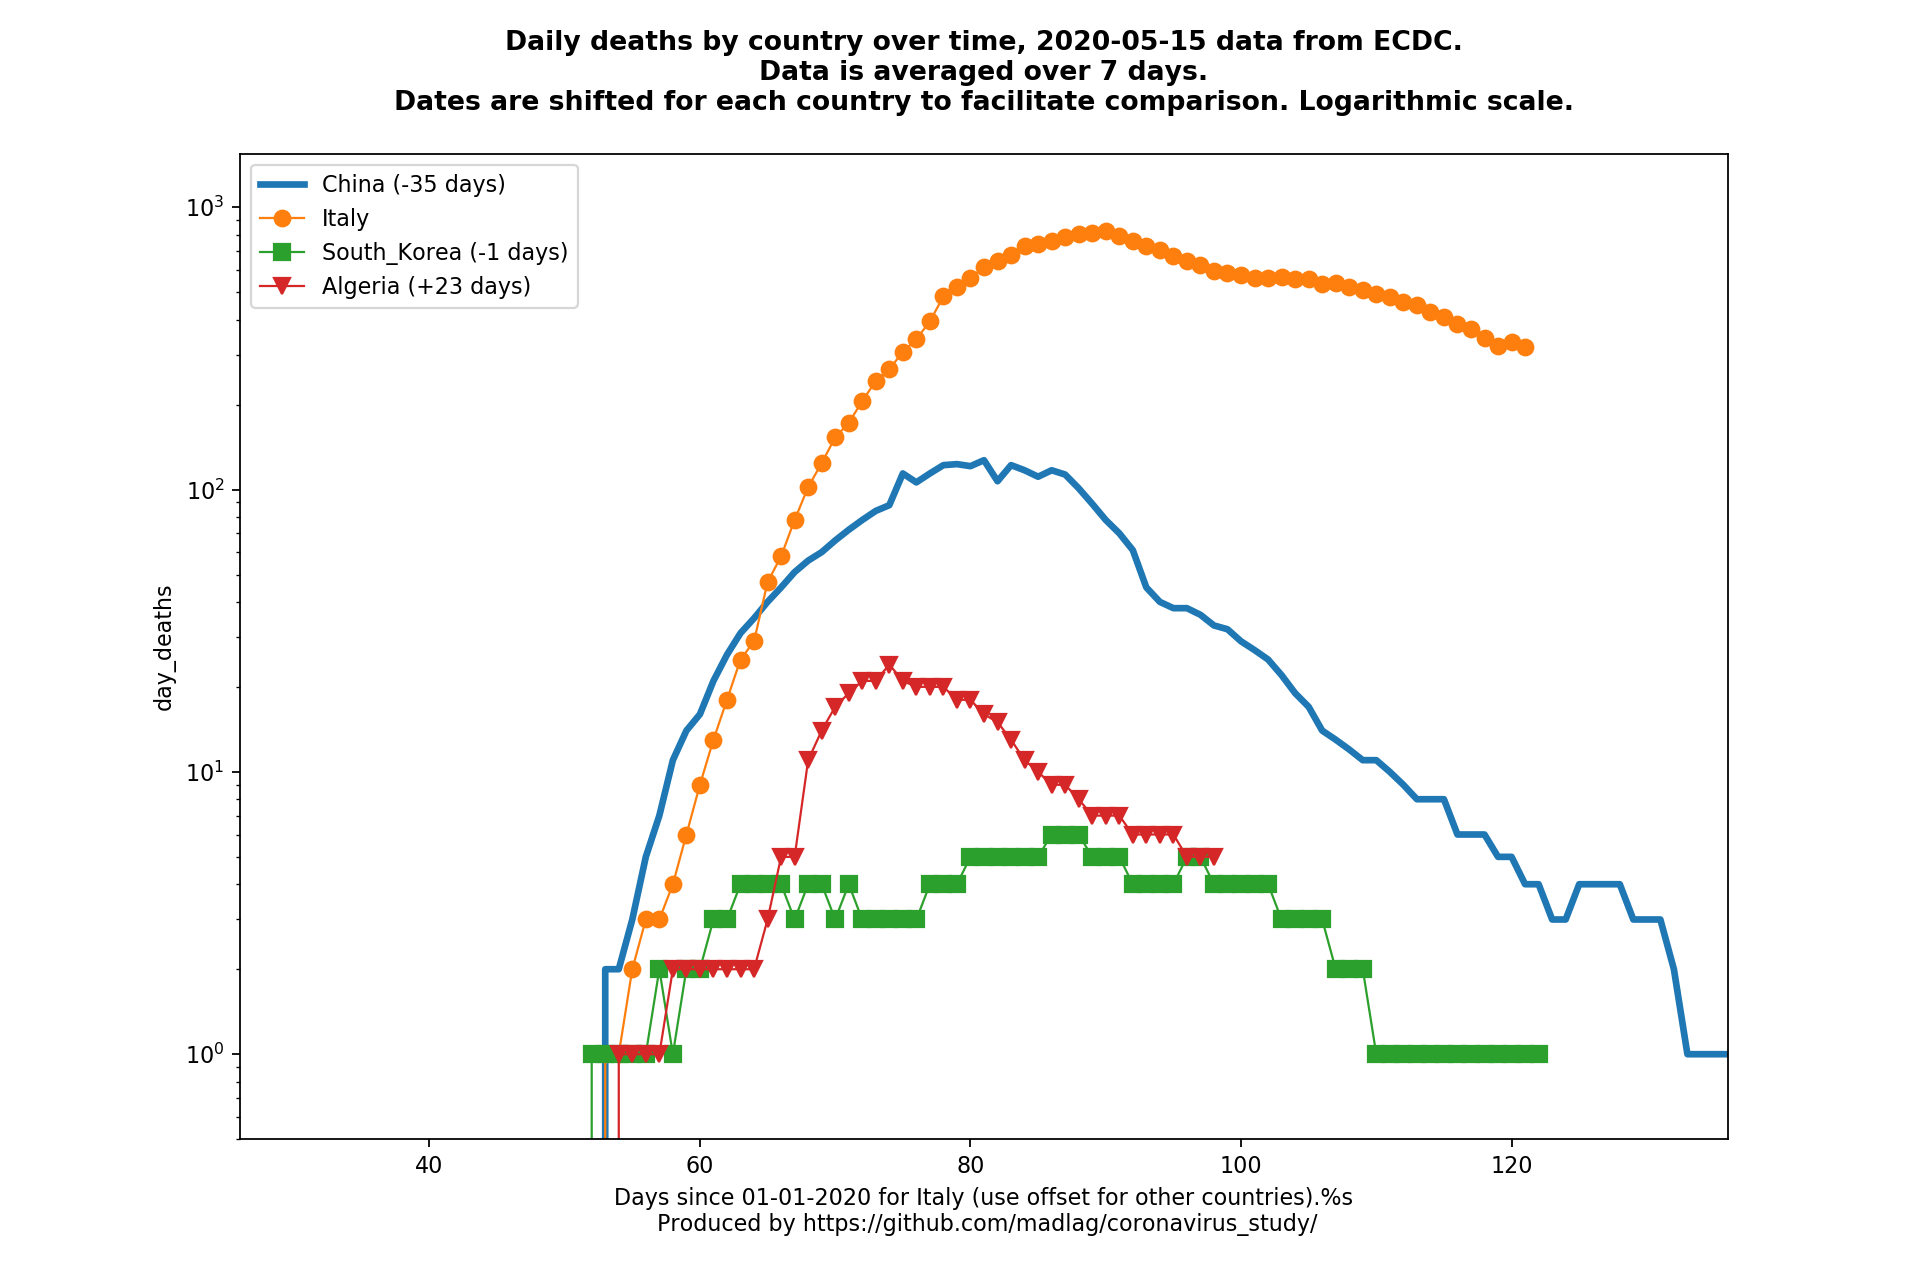 Daily deaths by country over time, 2020-05-15 data from ECDC.
Data is averaged over 7 days.
Dates are shifted for each country to facilitate comparison. Logarithmic scale.
China (-35 days)
Italy
South_Korea (-1 days)
Algeria (+23 days)
10³
10²
10¹
10⁰
day_deaths
40 60 80 100 120
Days since 01-01-2020 for Italy (use offset for other countries).%s
Produced by https://github.com/madlag/coronavirus_study/